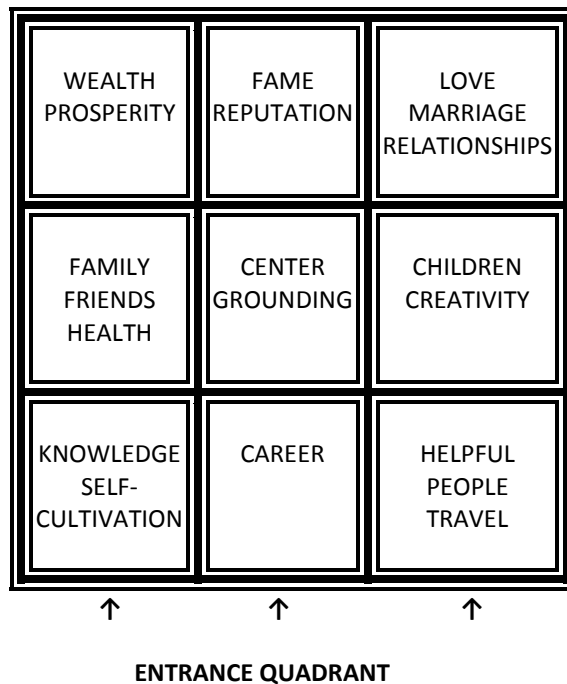 WEALTH
PROSPERITY
FAME
REPUTATION
LOVE
MARRIAGE
RELATIONSHIPS
FAMILY
FRIENDS
HEALTH
CENTER
GROUNDING
CHILDREN
CREATIVITY
KNOWLEDGE
SELF-
CULTIVATION
CAREER
HELPFUL
PEOPLE
TRAVEL
↑ ↑ ↑
ENTRANCE QUADRANT